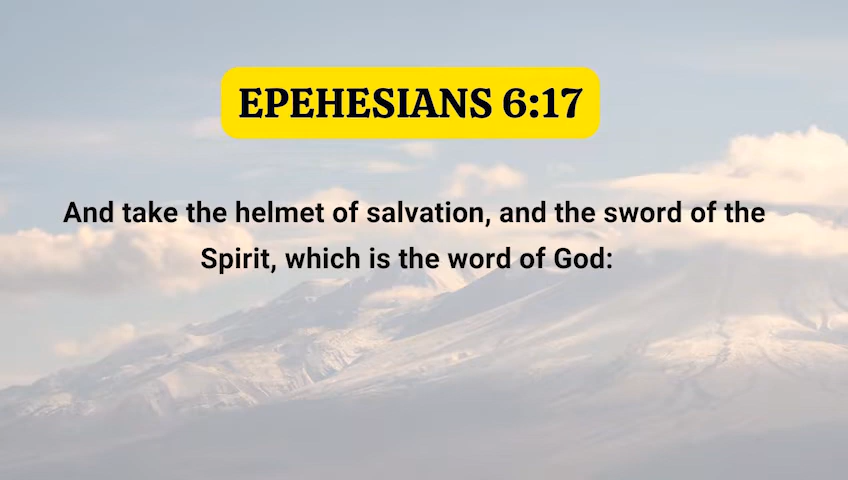 EPEHESIANS 6:17
And take the helmet of salvation, and the sword of the
Spirit, which is the word of God: